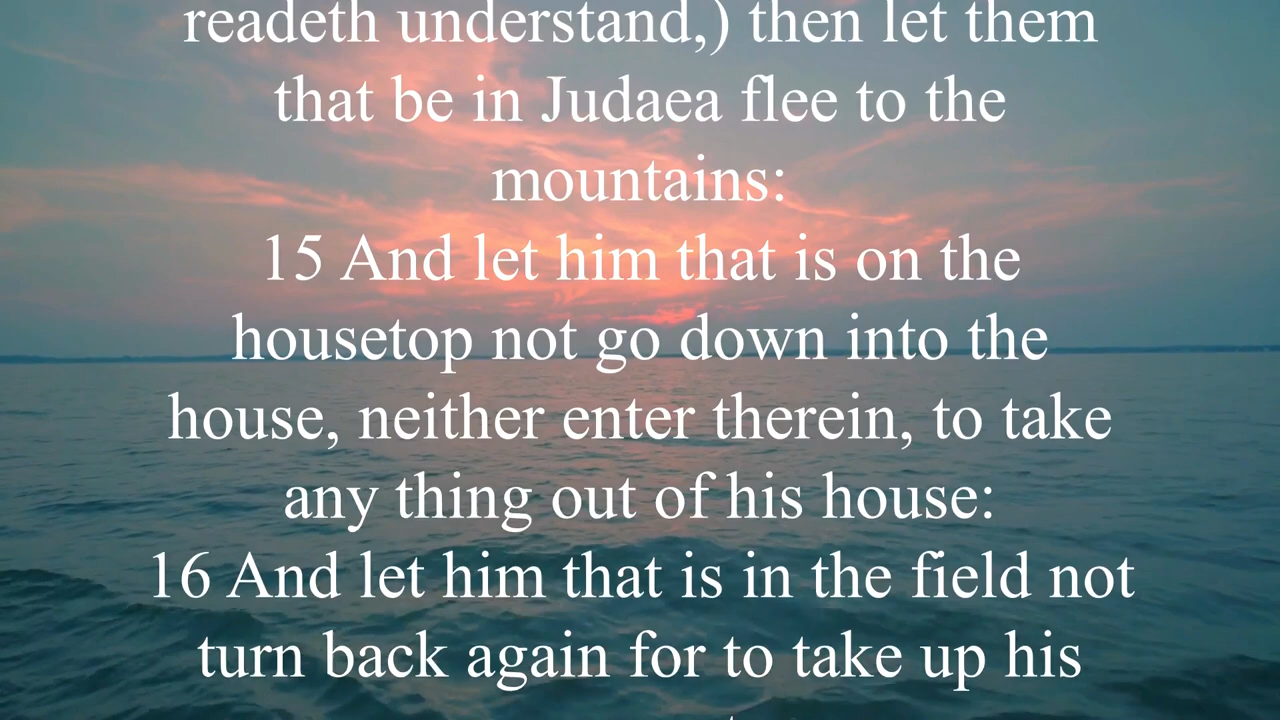 readeth understand,) then let them
that be in Judaea flee to the
mountains:
15 And let him that is on the
housetop not go down into the
house, neither enter therein, to take
any thing out of his house:
16 And let him that is in the field not
turn back again for to take up his